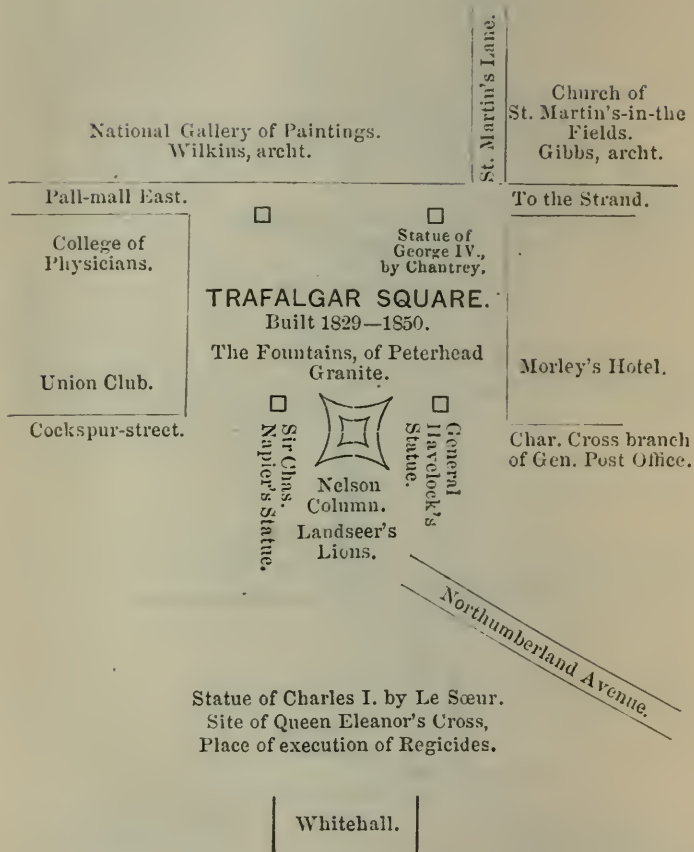 St. Martin's Lane.
National Gallery of Paintings.
Wilkins, archt.
Church of
St. Martin's-in-the
Fields.
Gibbs, archt.
Pall-mall East.
To the Strand.
College of
Physicians.
Statue of
George IV.,
by Chantrey.
TRAFALGAR SQUARE.
Built 1829—1850.
The Fountains, of Peterhead
Granite.
Union Club.
Morley's Hotel.
Cockspur-street.
Sir Chas.
Napier's Statue.
General
Havelock's
Statue.
Char. Cross branch
of Gen. Post Office.
Nelson
Column.
Landseer's
Lions.
Northumberland Avenue.
Statue of Charles I. by Le Sœur.
Site of Queen Eleanor's Cross,
Place of execution of Regicides.
Whitehall.